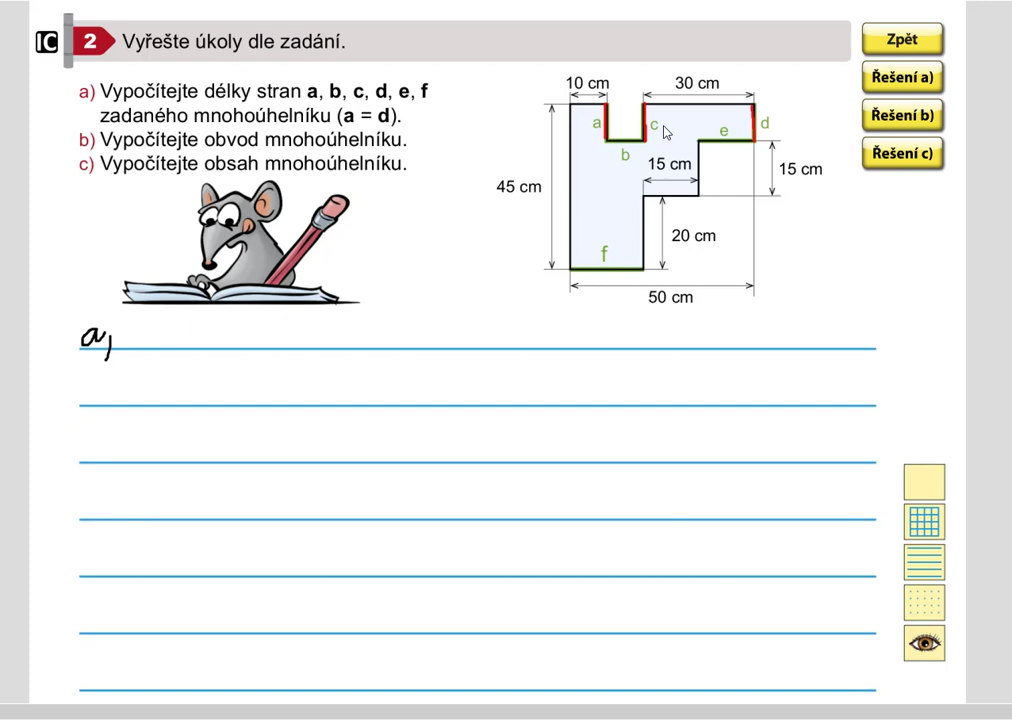 IC 2 Vyřešte úkoly dle zadání.
Zpět
Řešení a)
Řešení b)
Řešení c)
a) Vypočítejte délky stran a, b, c, d, e, f
zadaného mnohoúhelníku (a = d).
b) Vypočítejte obvod mnohoúhelníku.
c) Vypočítejte obsah mnohoúhelníku.
10 cm 30 cm
a c d
e
b
15 cm 15 cm
45 cm
20 cm
f
50 cm
a)